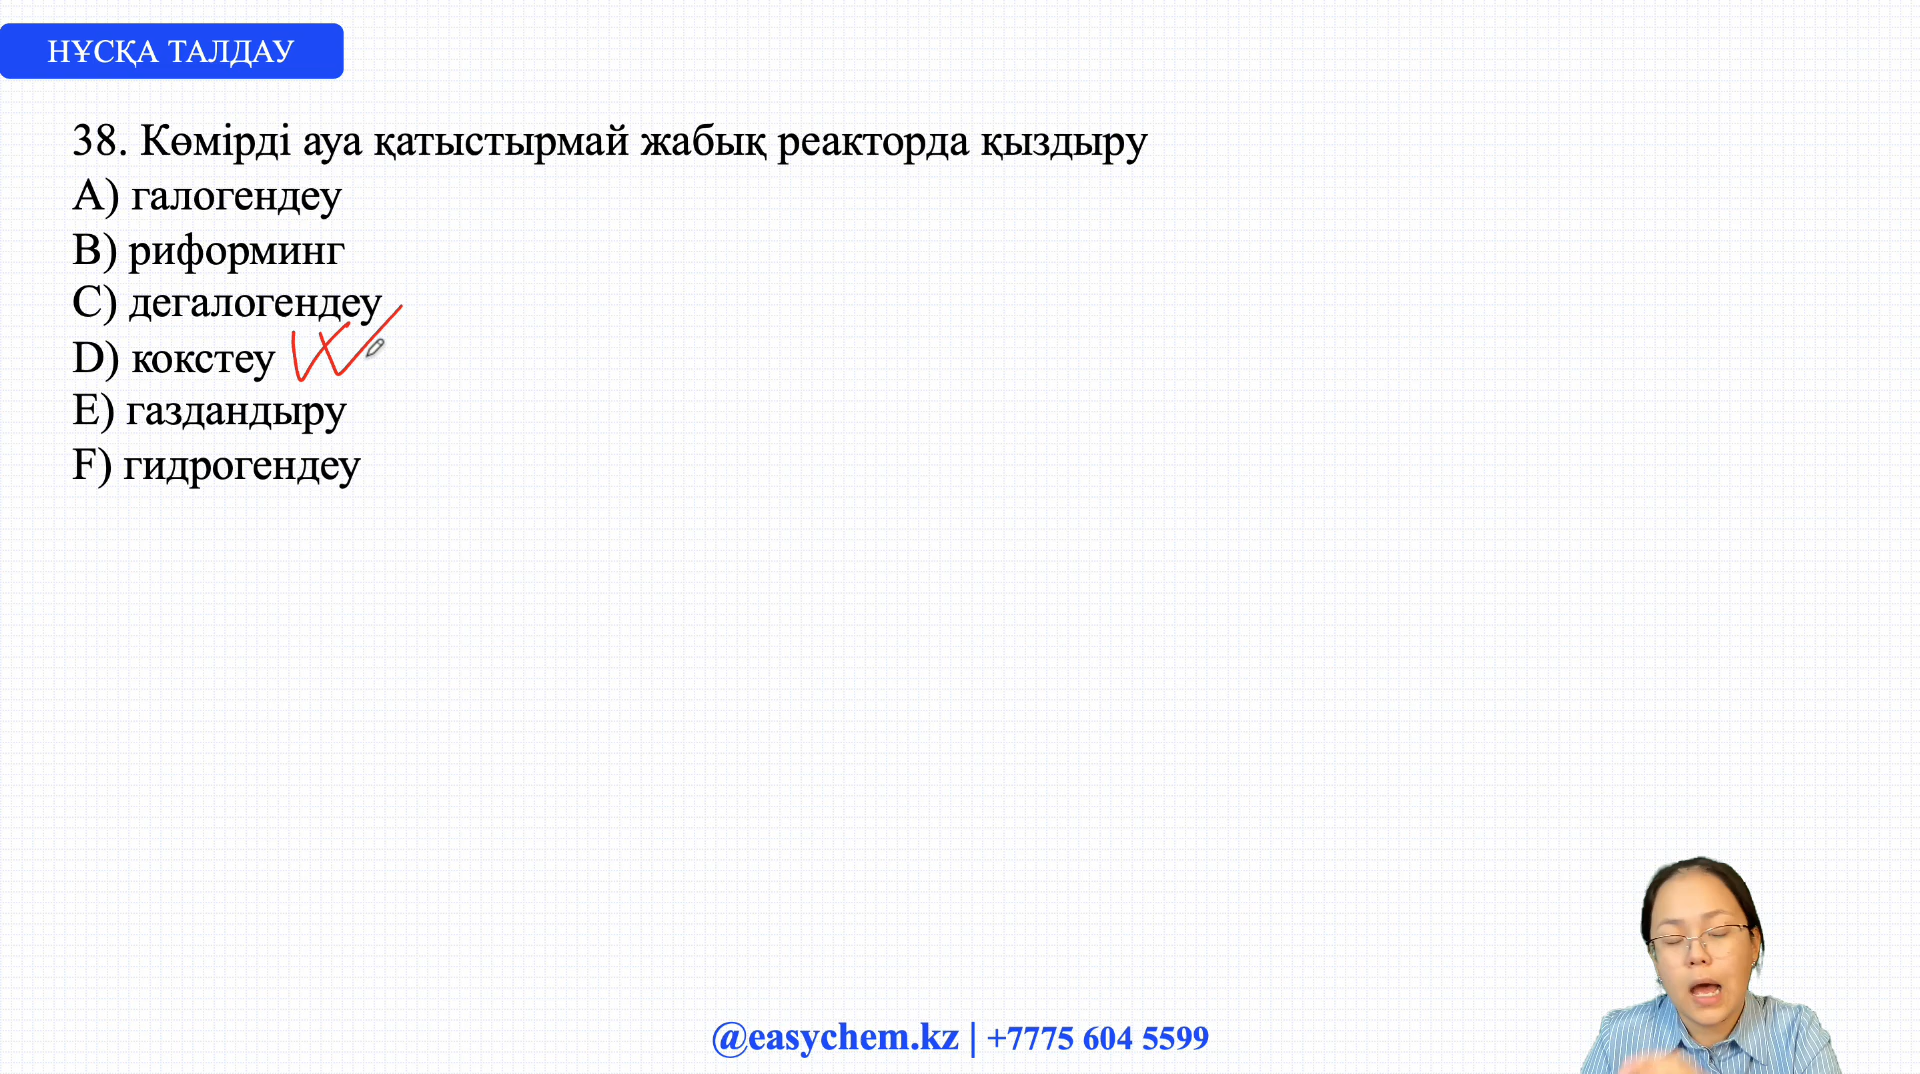 НҰСҚА ТАЛДАУ
38. Көмірді ауа қатыстырмай жабық реакторда қыздыру
A) галогендеу
B) риформинг
C) дегалогендеу
D) кокстеу
E) газдандыру
F) гидрогендеу
@easychem.kz | +7775 604 5599